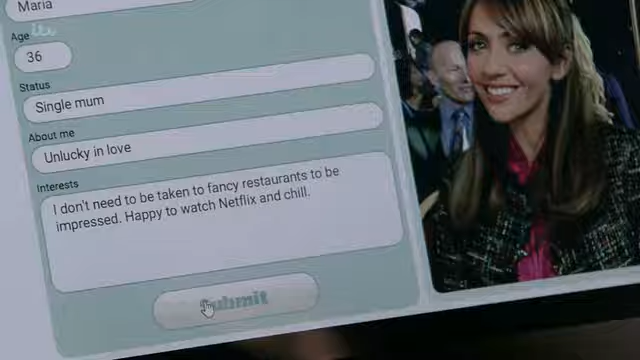 Maria
itv
Age
36
Status
Single mum
About me
Unlucky in love
Interests
I don't need to be taken to fancy restaurants to be
impressed. Happy to watch Netflix and chill.
Submit